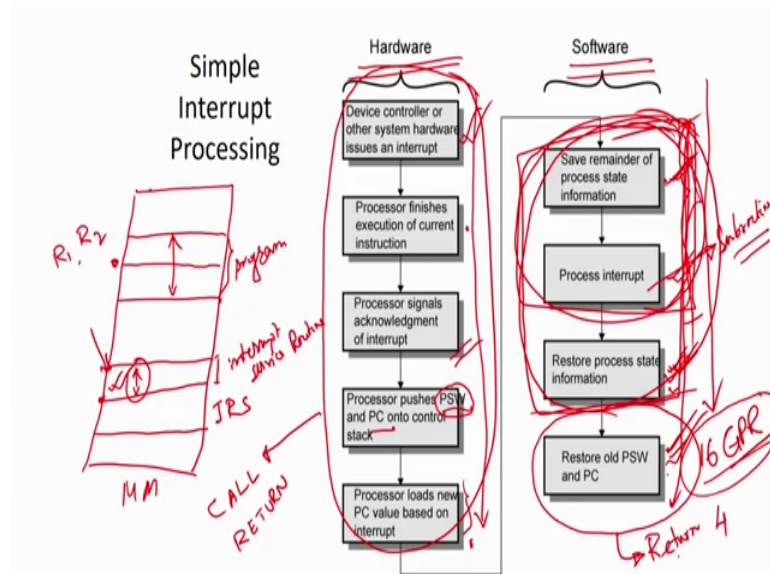 Simple
Interrupt
Processing
Hardware
Device controller or
other system hardware
issues an interrupt
Processor finishes
execution of current
instruction
Processor signals
acknowledgment
of interrupt
Processor pushes PSW
and PC onto control
stack
Processor loads new
PC value based on
interrupt
Software
Save remainder of
process state
information
Process interrupt
Restore process state
information
Restore old PSW
and PC
R1, R2
program
interrupt
service Routine
IRS
MM
CALL
RETURN
Subroutine
16 GPR
Return 4